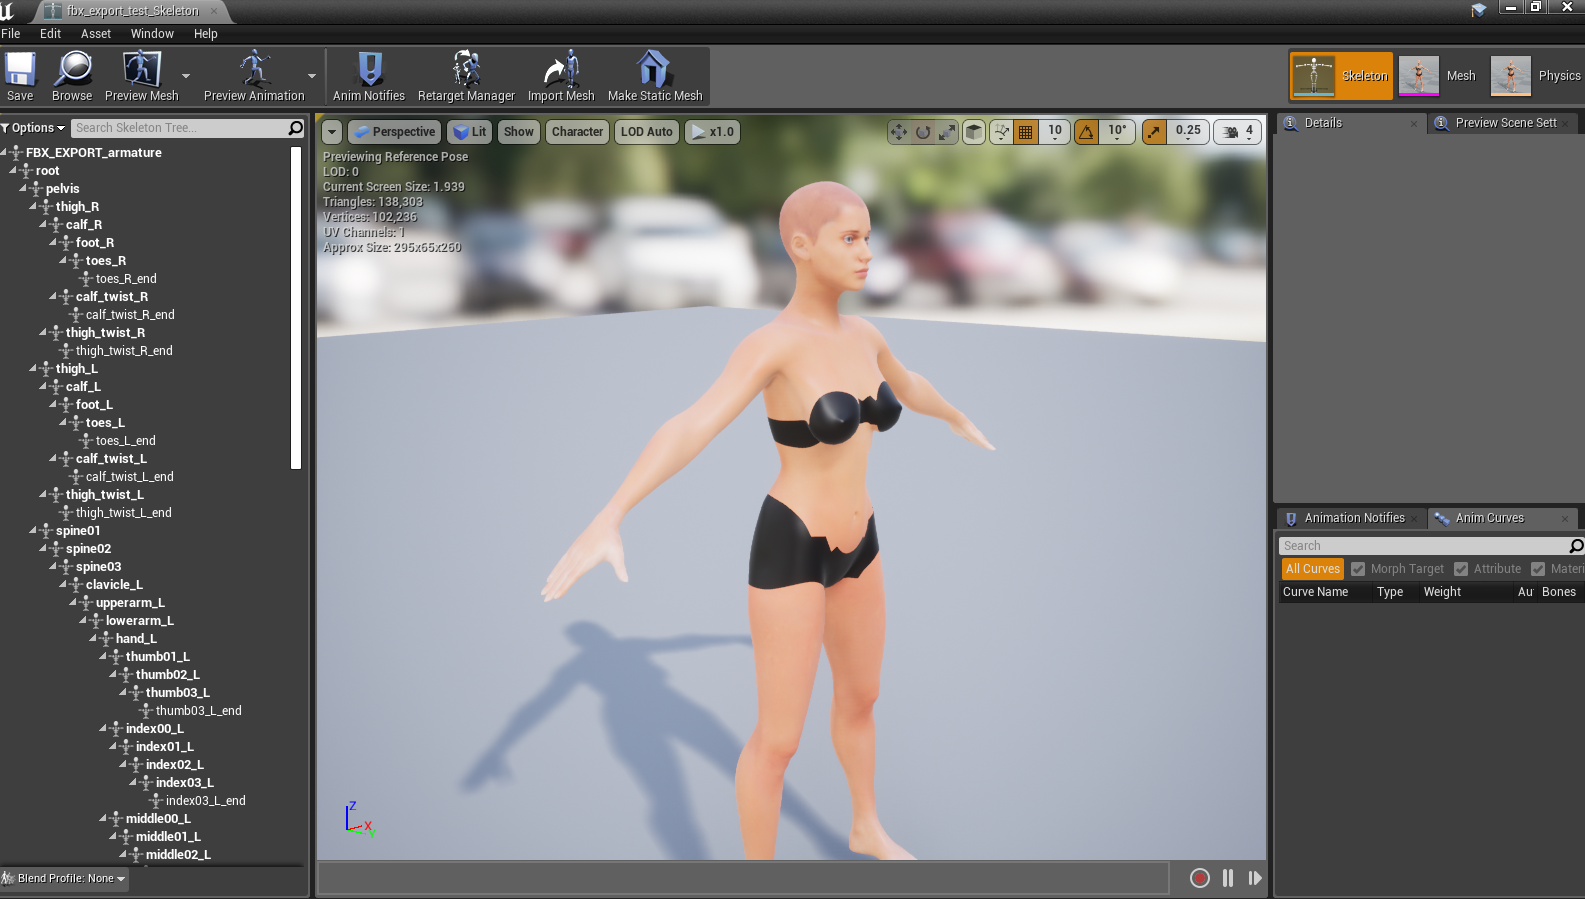 fbx_export_test_Skeleton
File Edit Asset Window Help
Save Browse Preview Mesh Preview Animation Anim Notifies Retarget Manager Import Mesh Make Static Mesh Skeleton Mesh Physics
Options Search Skeleton Tree...
FBX_EXPORT_armature
root
pelvis
thigh_R
calf_R
foot_R
toes_R
toes_R_end
calf_twist_R
calf_twist_R_end
thigh_twist_R
thigh_twist_R_end
thigh_L
calf_L
foot_L
toes_L
toes_L_end
calf_twist_L
calf_twist_L_end
thigh_twist_L
thigh_twist_L_end
spine01
spine02
spine03
clavicle_L
upperarm_L
lowerarm_L
hand_L
thumb01_L
thumb02_L
thumb03_L
thumb03_L_end
index00_L
index01_L
index02_L
index03_L
index03_L_end
middle00_L
middle01_L
middle02_L
Blend Profile: None
Perspective Lit Show Character LOD Auto x1.0 10 10° 0.25 4
Previewing Reference Pose
LOD: 0
Current Screen Size: 1.939
Triangles: 138,303
Vertices: 102,236
UV Channels: 1
Approx Size: 295x65x260
Z
X
Y
Details Preview Scene Sett
Animation Notifies Anim Curves
Search
All Curves Morph Target Attribute Materi
Curve Name Type Weight Au Bones